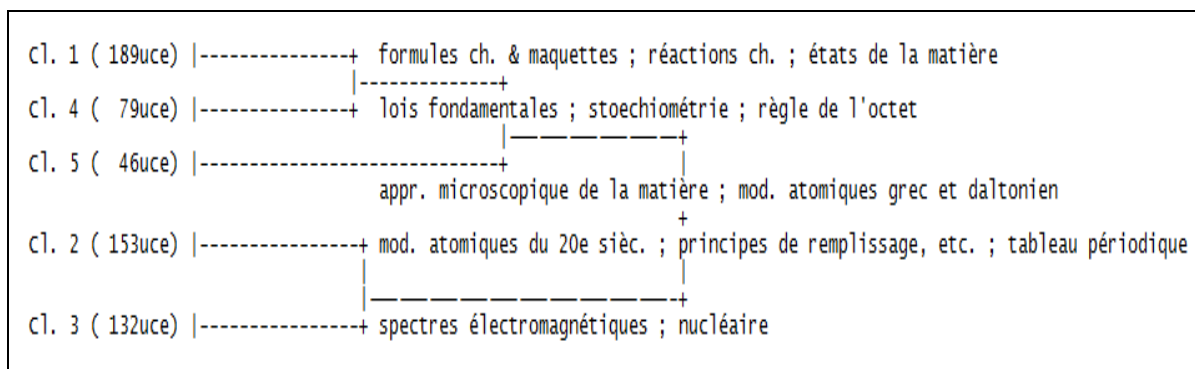 Cl. 1 ( 189uce) |---------------+ formules ch. & maquettes ; réactions ch. ; états de la matière
Cl. 4 ( 79uce) |---------------+ lois fondamentales ; stoechiométrie ; règle de l'octet
Cl. 5 ( 46uce) |------------------------------+
appr. microscopique de la matière ; mod. atomiques grec et daltonien
Cl. 2 ( 153uce) |----------------+ mod. atomiques du 20e sièc. ; principes de remplissage, etc. ; tableau périodique
Cl. 3 ( 132uce) |----------------+ spectres électromagnétiques ; nucléaire